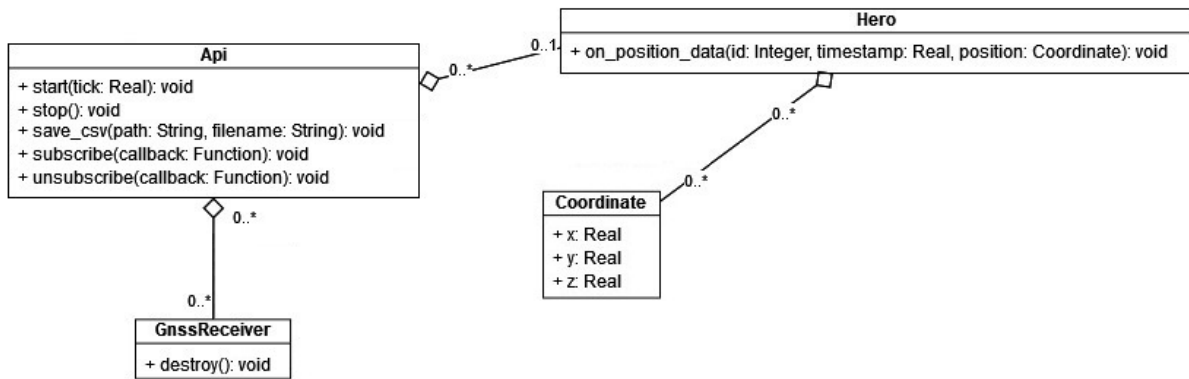 Hero
+ on_position_data(id: Integer, timestamp: Real, position: Coordinate): void
Api
+ start(tick: Real): void
+ stop(): void
+ save_csv(path: String, filename: String): void
+ subscribe(callback: Function): void
+ unsubscribe(callback: Function): void
0..*
0..1
0..*
0..*
Coordinate
+ x: Real
+ y: Real
+ z: Real
0..*
0..*
GnssReceiver
+ destroy(): void